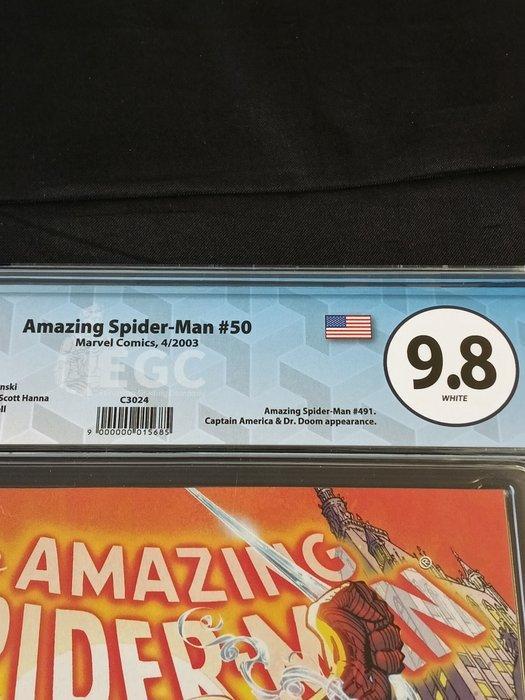 Amazing Spider-Man #50
Marvel Comics, 4/2003
EGC
nski
Scott Hanna
ll
C3024
9 000000 015685
Amazing Spider-Man #491.
Captain America & Dr. Doom appearance.
9.8
WHITE
AMAZING
PIDER-MAN®